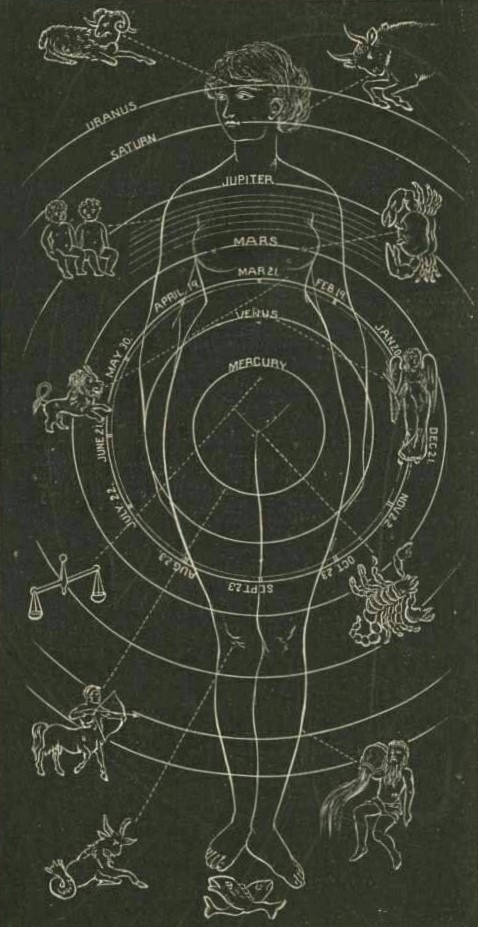 URANUS
SATURN
JUPITER
MARS
MAR 21.
APRIL 19
FEB 19.
VENUS
JAN 20
MAY 20.
MERCURY
JUNE 21.
DEC 21
JULY. 22.
NOV. 22
AUG 23
OCT. 23
SEPT. 23